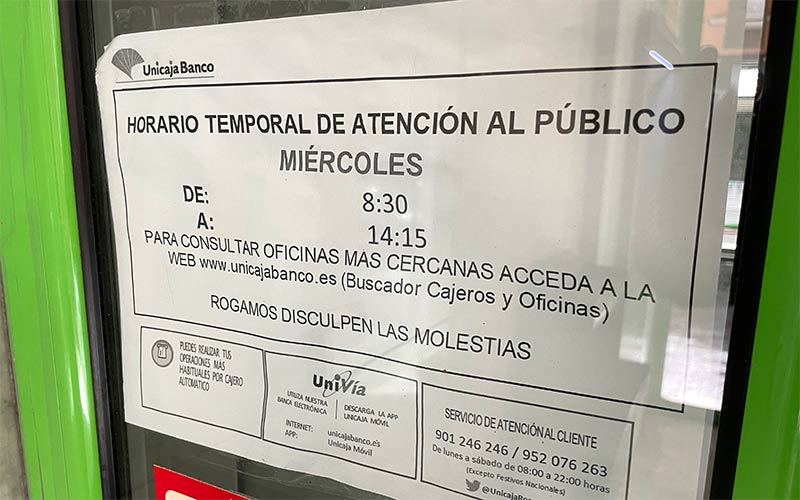 Unicaja Banco
HORARIO TEMPORAL DE ATENCIÓN AL PÚBLICO
MIÉRCOLES
DE: 8:30
A: 14:15
PARA CONSULTAR OFICINAS MAS CERCANAS ACCEDA A LA
WEB www.unicajabanco.es (Buscador Cajeros y Oficinas)
ROGAMOS DISCULPEN LAS MOLESTIAS
PUEDES REALIZAR TUS
OPERACIONES MÁS
HABITUALES POR CAJERO
AUTOMÁTICO
UniVía
UTILIZA NUESTRA
BANCA ELECTRÓNICA
DESCARGA LA APP
UNICAJA MÓVIL
INTERNET: unicajabanco.es
APP: Unicaja Móvil
SERVICIO DE ATENCIÓN AL CLIENTE
901 246 246 / 952 076 263
De lunes a sábado de 08:00 a 22:00 horas
(Excepto Festivos Nacionales)